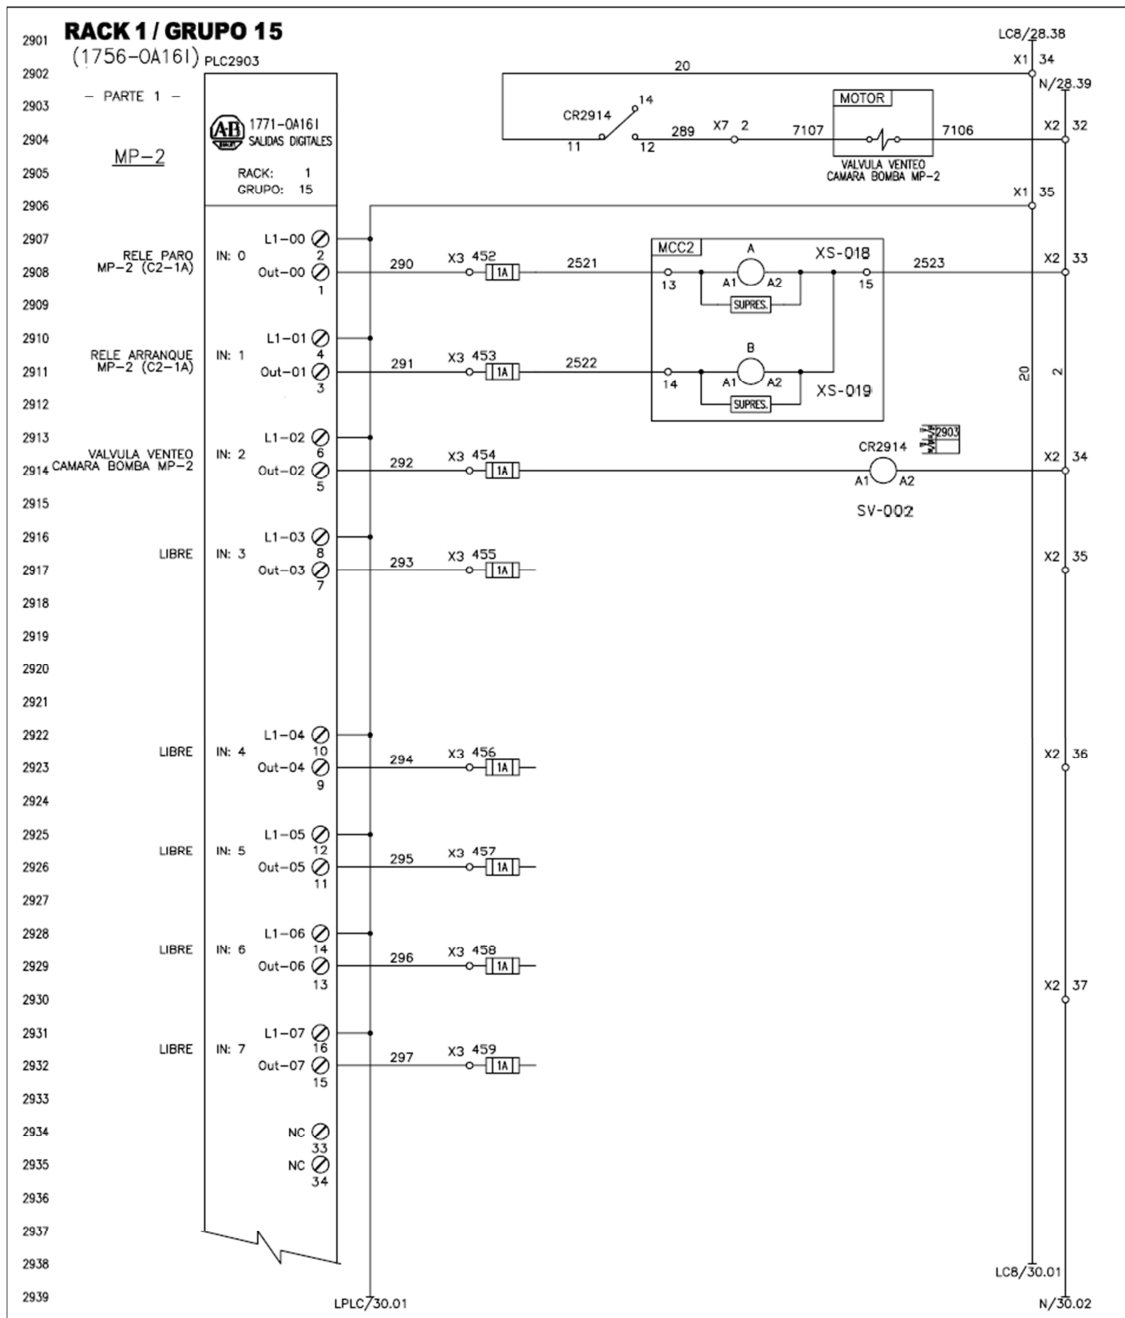 RACK 1 / GRUPO 15
(1756-OA16I) PLC2903
- PARTE 1 -
MP-2
A-B
1771-OA16I
SALIDAS DIGITALES
RACK: 1
GRUPO: 15
LC8/28.38
X1 34
N/28.39
20
CR2914
14
11
12
289
X7 2
7107
MOTOR
7106
X2 32
VALVULA VENTEO
CAMARA BOMBA MP-2
X1 35
2901
2902
2903
2904
2905
2906
2907
2908
2909
2910
2911
2912
2913
2914
2915
2916
2917
2918
2919
2920
2921
2922
2923
2924
2925
2926
2927
2928
2929
2930
2931
2932
2933
2934
2935
2936
2937
2938
2939
RELE PARO
MP-2 (C2-1A)
IN: 0
L1-00
2
Out-00
1
290
X3 452
1A
2521
MCC2
13
A
A1 A2
SUPRES.
XS-018
15
2523
X2 33
RELE ARRANQUE
MP-2 (C2-1A)
IN: 1
L1-01
4
Out-01
3
291
X3 453
1A
2522
14
B
A1 A2
SUPRES.
XS-019
20
2
VALVULA VENTEO
CAMARA BOMBA MP-2
IN: 2
L1-02
6
Out-02
5
292
X3 454
1A
CR2914
2903
A1 A2
SV-002
X2 34
LIBRE
IN: 3
L1-03
8
Out-03
7
293
X3 455
1A
X2 35
LIBRE
IN: 4
L1-04
10
Out-04
9
294
X3 456
1A
X2 36
LIBRE
IN: 5
L1-05
12
Out-05
11
295
X3 457
1A
LIBRE
IN: 6
L1-06
14
Out-06
13
296
X3 458
1A
X2 37
LIBRE
IN: 7
L1-07
16
Out-07
15
297
X3 459
1A
NC
33
NC
34
LC8/30.01
LPLC/30.01
N/30.02